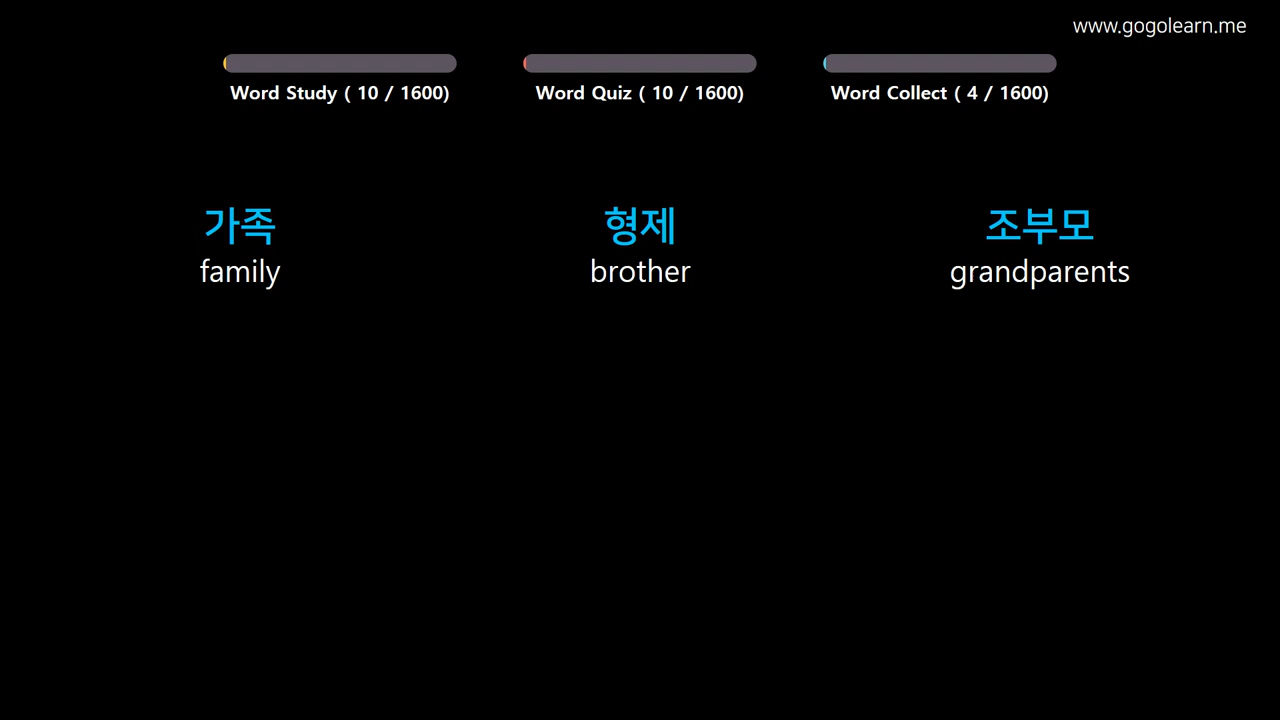 www.gogolearn.me
Word Study ( 10 / 1600)
Word Quiz ( 10 / 1600)
Word Collect ( 4 / 1600)
가족
family
형제
brother
조부모
grandparents